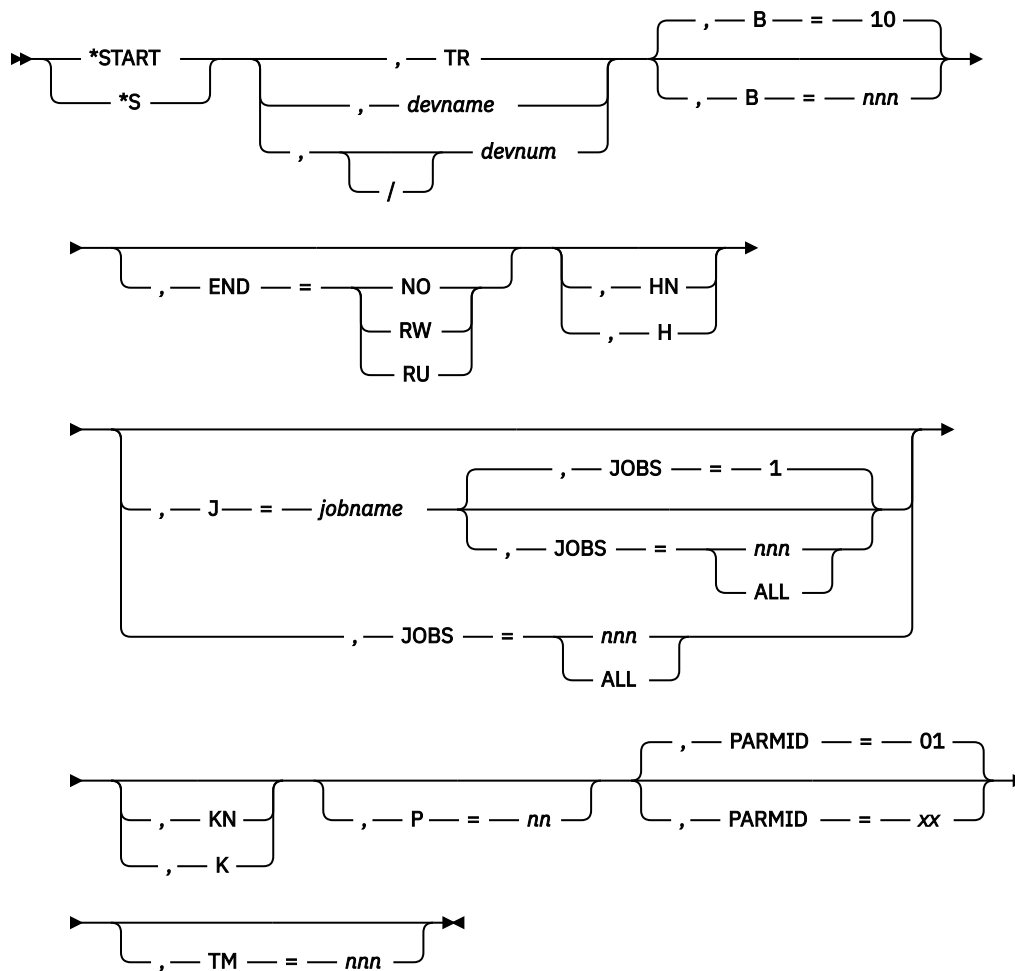 , B = 10
*START , TR
*S , devname , B = nnn
, devnum
/
, END = NO , HN
RW , H
RU
, JOBS = 1
, J = jobname
, JOBS = nnn
ALL
, JOBS = nnn
ALL
, PARMID = 01
, KN , P = nn , PARMID = xx
, K
, TM = nnn